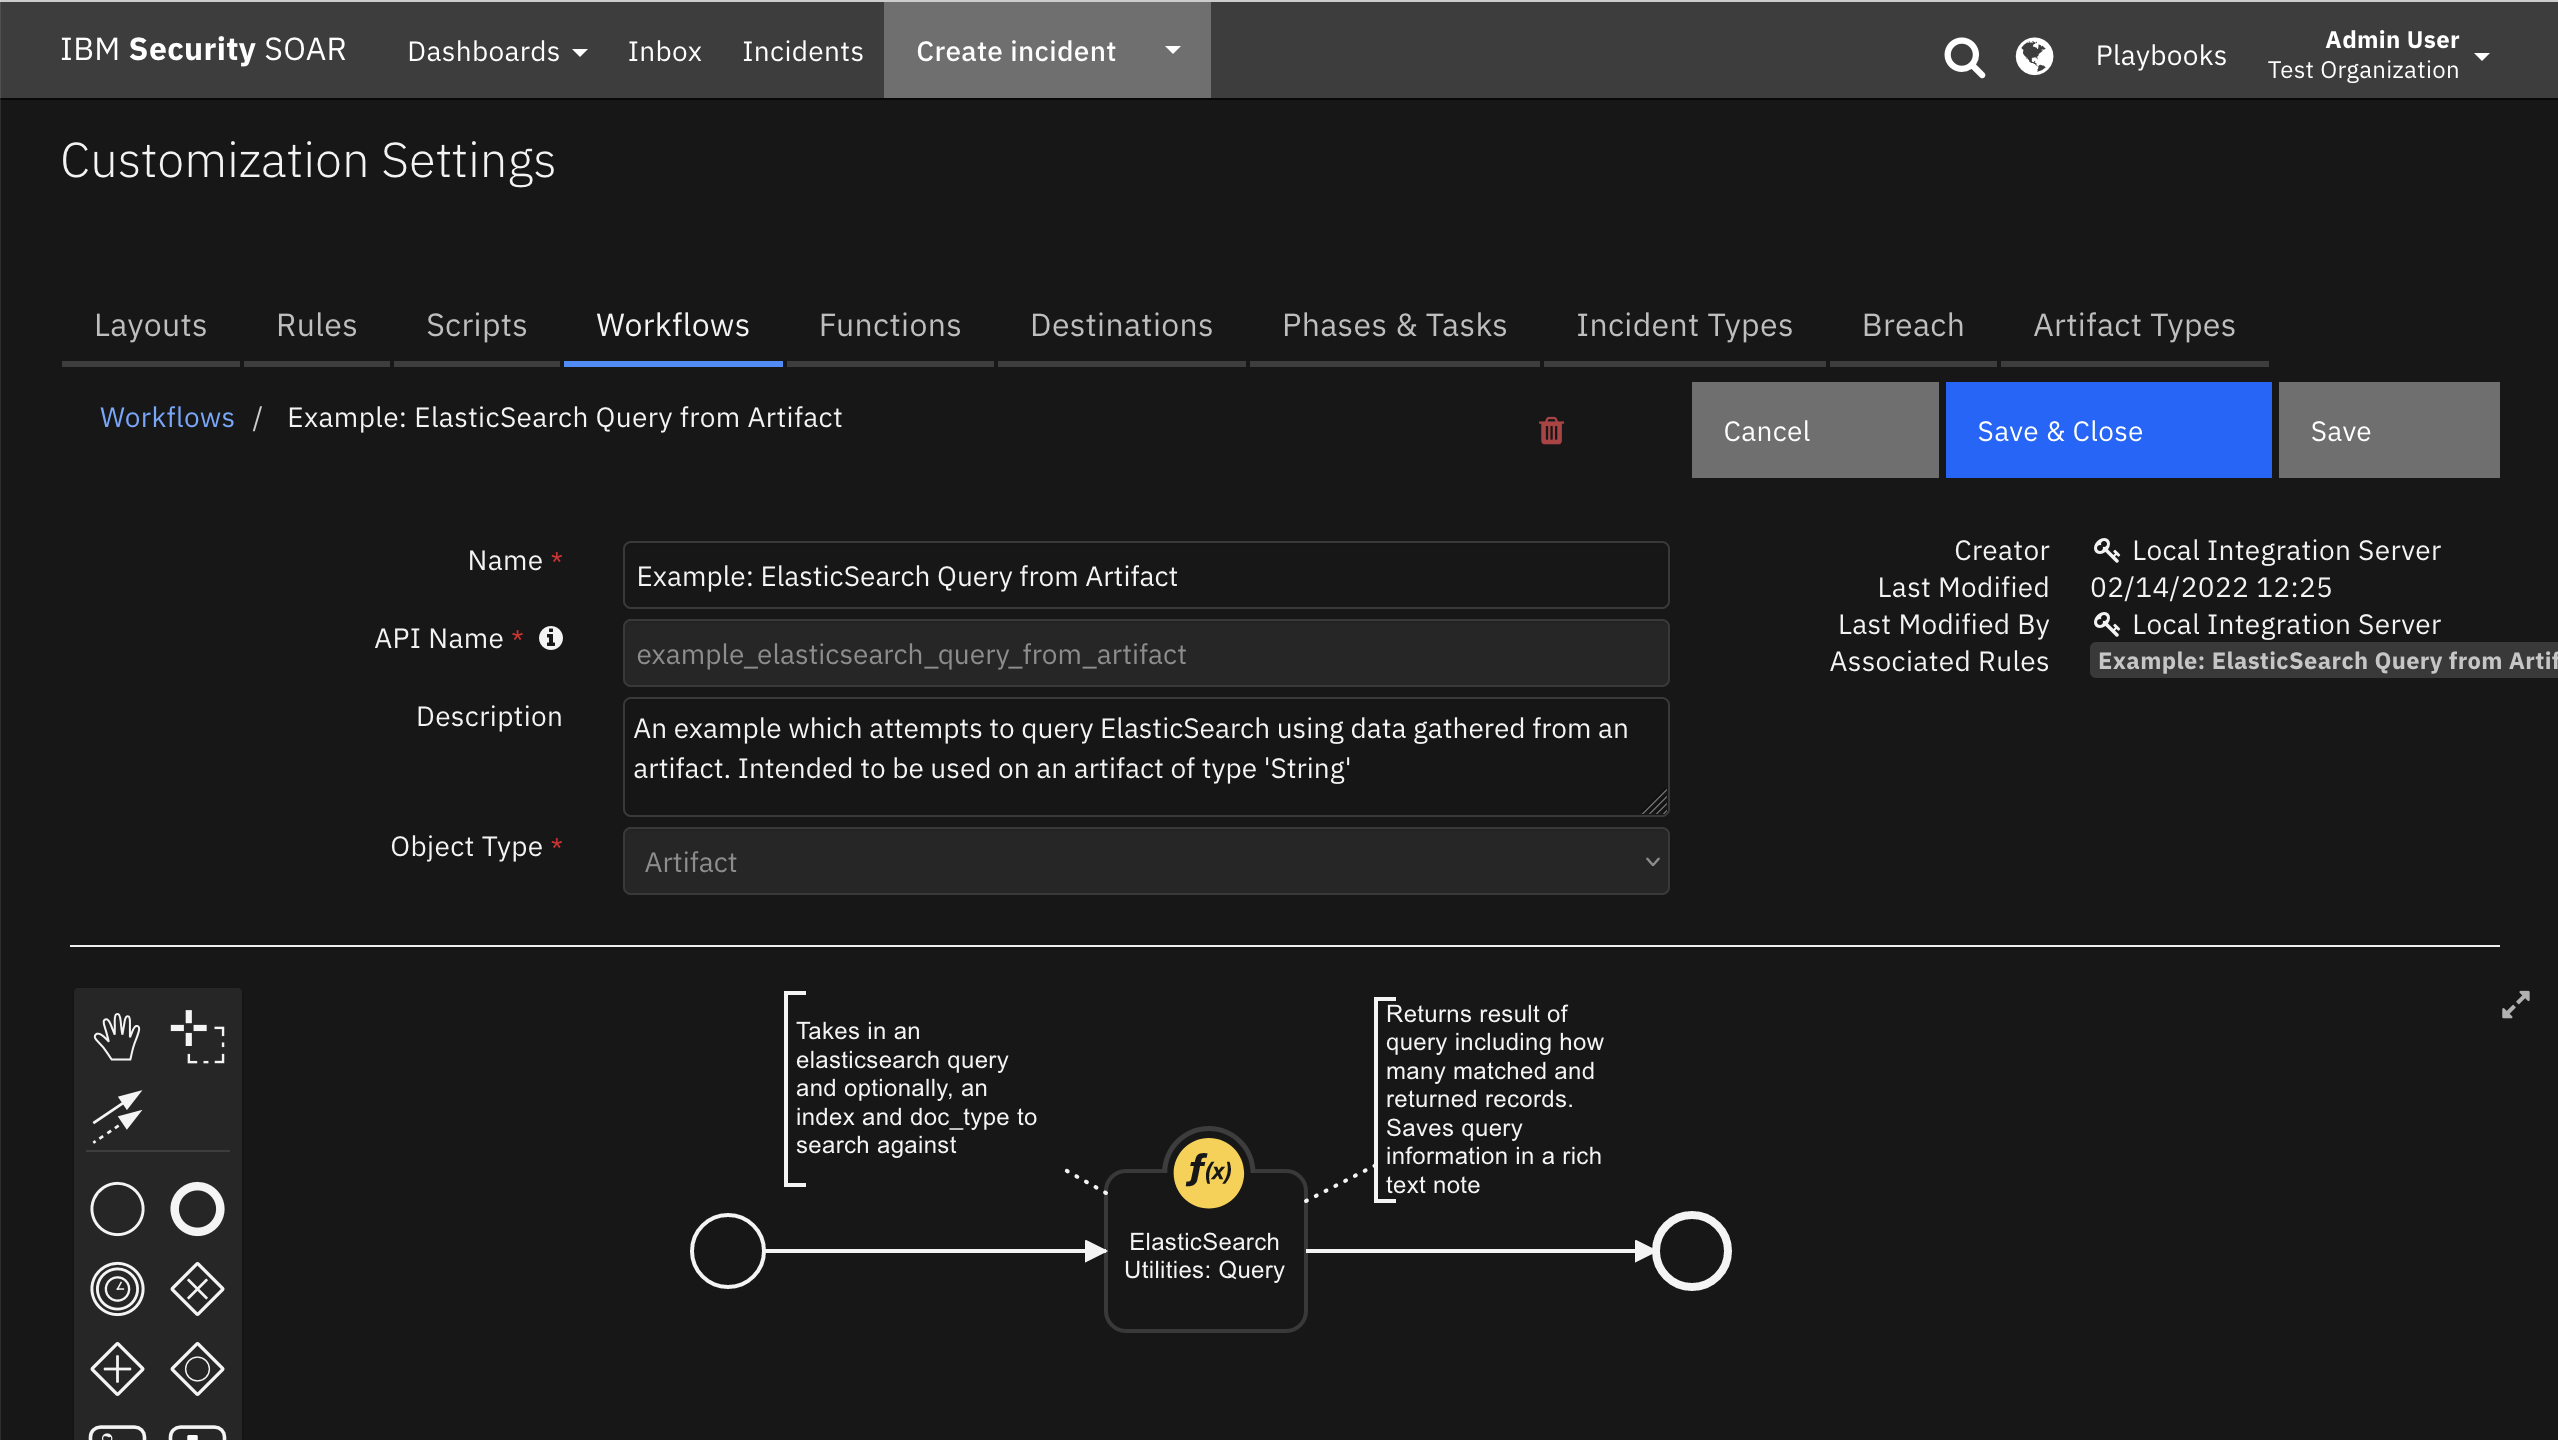 IBM Security SOAR
Dashboards
Inbox
Incidents
Create incident
Playbooks
Admin User
Test Organization
Customization Settings
Layouts
Rules
Scripts
Workflows
Functions
Destinations
Phases & Tasks
Incident Types
Breach
Artifact Types
Workflows / Example: ElasticSearch Query from Artifact
Cancel
Save & Close
Save
Name *
Example: ElasticSearch Query from Artifact
API Name *
example_elasticsearch_query_from_artifact
Description
An example which attempts to query ElasticSearch using data gathered from an
artifact. Intended to be used on an artifact of type 'String'
Object Type *
Artifact
Creator
Local Integration Server
Last Modified
02/14/2022 12:25
Last Modified By
Local Integration Server
Associated Rules
Example: ElasticSearch Query from Artif
Takes in an
elasticsearch query
and optionally, an
index and doc_type to
search against
Returns result of
query including how
many matched and
returned records.
Saves query
information in a rich
text note
f(x)
ElasticSearch
Utilities: Query